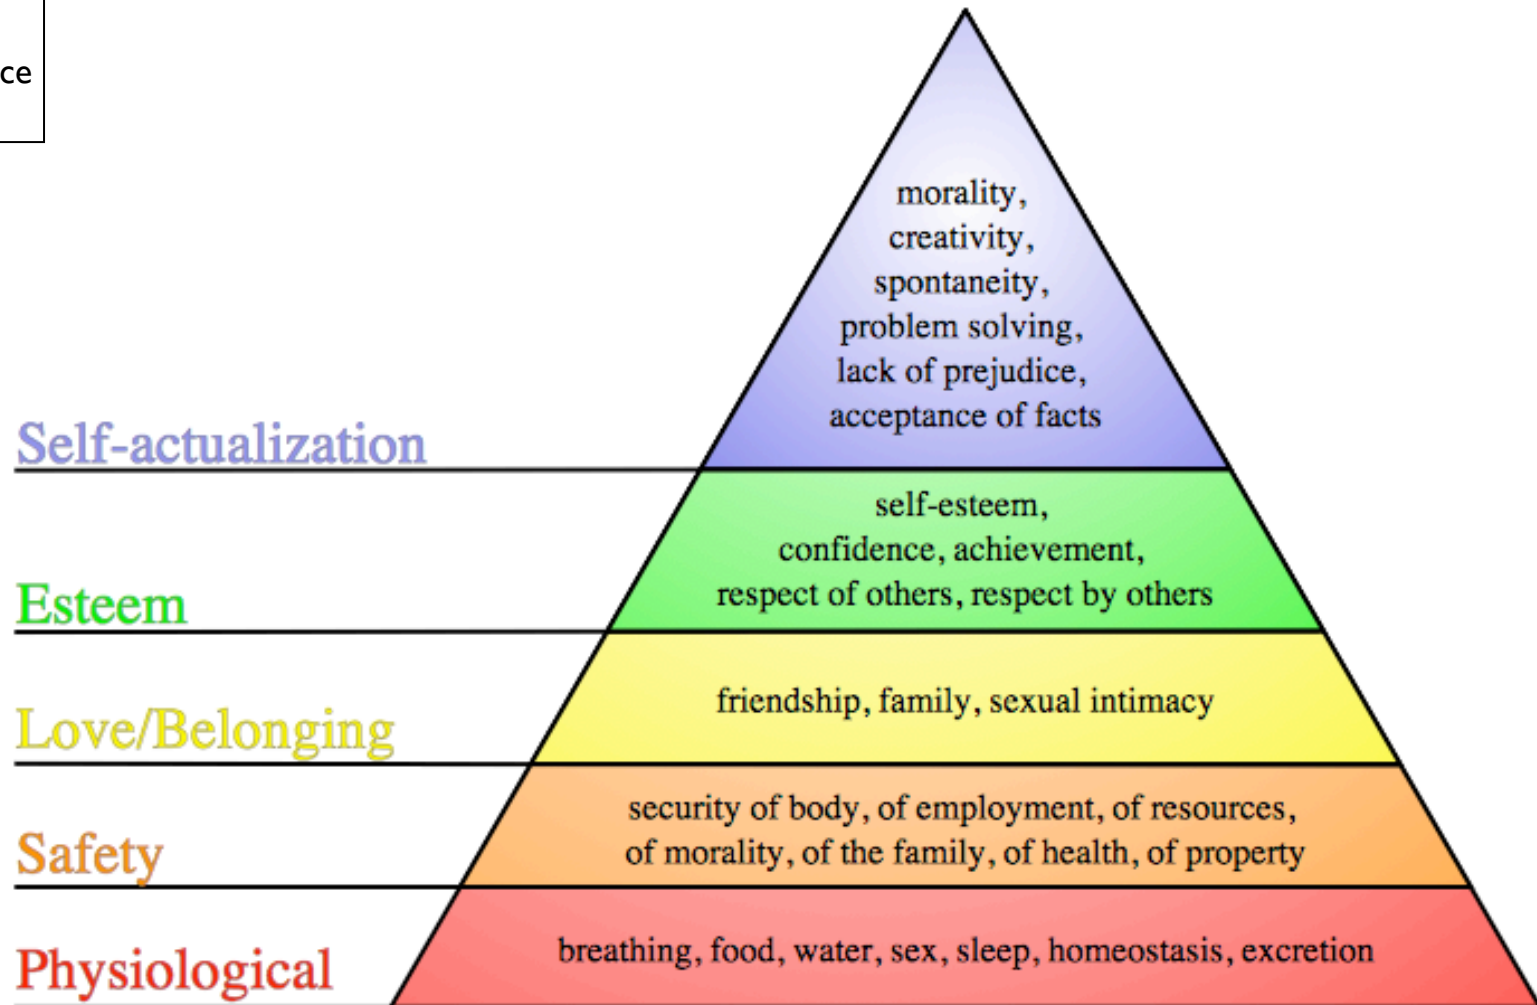 ce
morality,
creativity,
spontaneity,
problem solving,
lack of prejudice,
acceptance of facts
Self-actualization
self-esteem,
confidence, achievement,
respect of others, respect by others
Esteem
friendship, family, sexual intimacy
Love/Belonging
security of body, of employment, of resources,
of morality, of the family, of health, of property
Safety
breathing, food, water, sex, sleep, homeostasis, excretion
Physiological